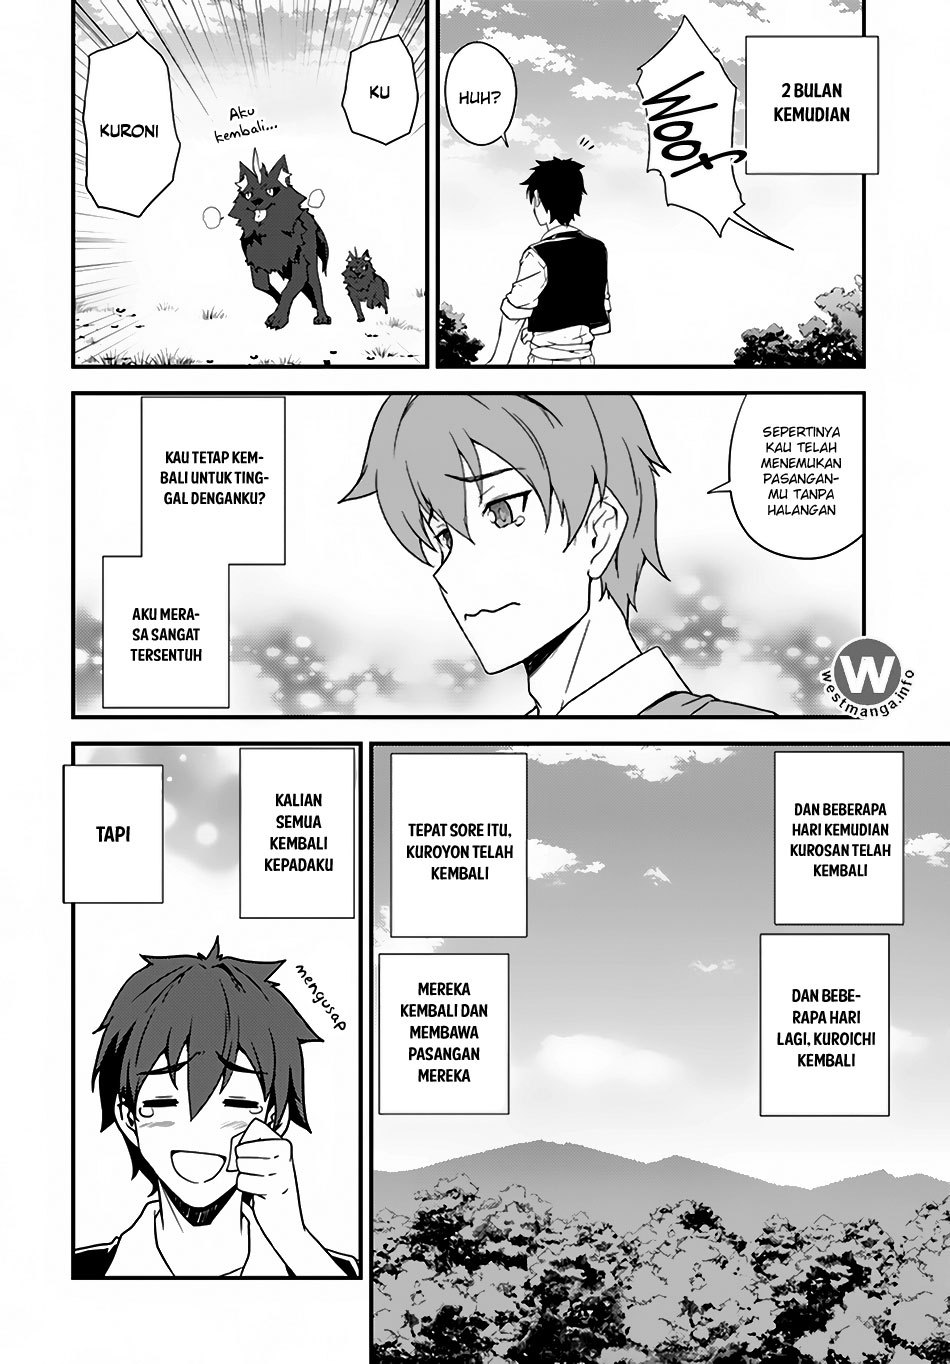 2 BULAN
KEMUDIAN
Woof
HUH?
KU
KURONI
Aku
kembali...
SEPERTINYA
KAU TELAH
MENEMUKAN
PASANGAN-
MU TANPA
HALANGAN
KAU TETAP KEM-
BALI UNTUK TING-
GAL DENGANKU?
AKU MERA-
SA SANGAT
TERSENTUH
W
westmanga.info
DAN BEBERAPA
HARI KEMUDIAN
KUROSAN TELAH
KEMBALI
DAN BEBE-
RAPA HARI
LAGI, KUROICHI
KEMBALI
TEPAT SORE ITU,
KUROYON TELAH
KEMBALI
MEREKA
KEMBALI DAN
MEMBAWA
PASANGAN
MEREKA
KALIAN
SEMUA
KEMBALI
KEPADAKU
TAPI
mengusap